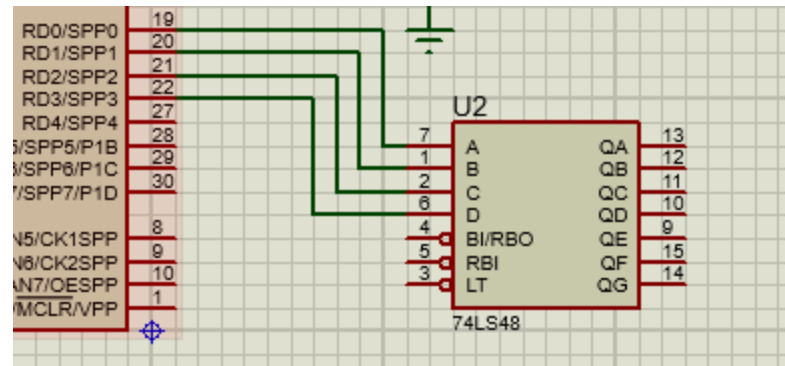 RD0/SPP0 19
RD1/SPP1 20
RD2/SPP2 21
RD3/SPP3 22
RD4/SPP4 27
/SPP5/P1B 28
/SPP6/P1C 29
/SPP7/P1D 30
N5/CK1SPP 8
N6/CK2SPP 9
AN7/OESPP 10
/MCLR/VPP 1
U2
7 A QA 13
1 B QB 12
2 C QC 11
6 D QD 10
4 BI/RBO QE 9
5 RBI QF 15
3 LT QG 14
74LS48